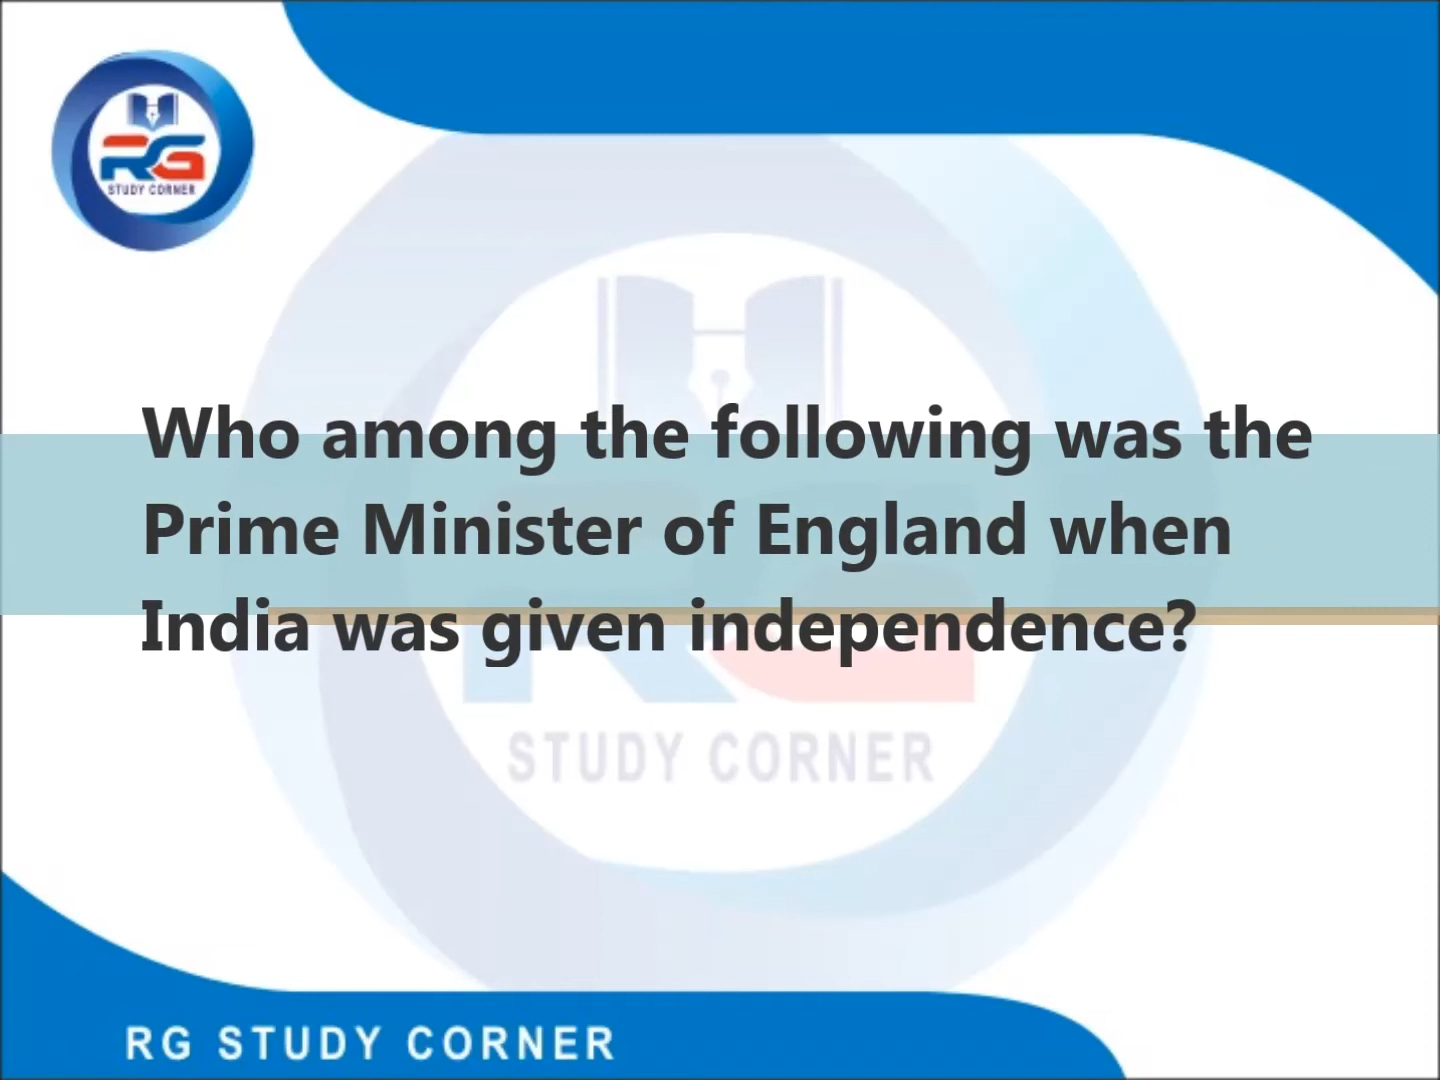 RG
STUDY CORNER
Who among the following was the
Prime Minister of England when
India was given independence?
RG
STUDY CORNER
RG STUDY CORNER